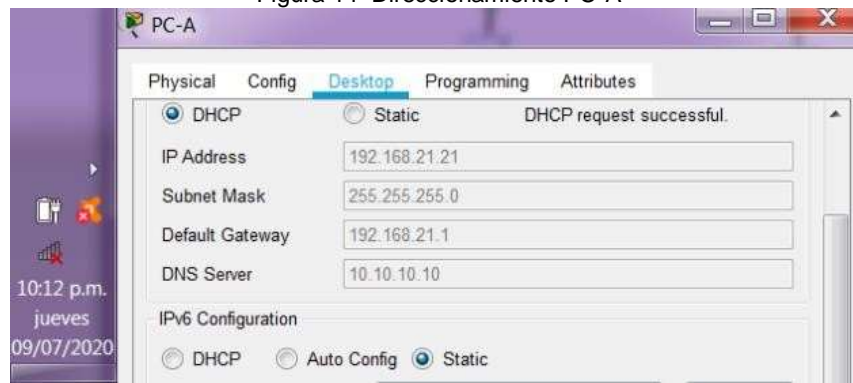 PC-A
Physical Config Desktop Programming Attributes
DHCP Static DHCP request successful.
IP Address 192.168.21.21
Subnet Mask 255.255.255.0
Default Gateway 192.168.21.1
DNS Server 10.10.10.10
IPv6 Configuration
DHCP Auto Config Static
10:12 p.m.
jueves
09/07/2020